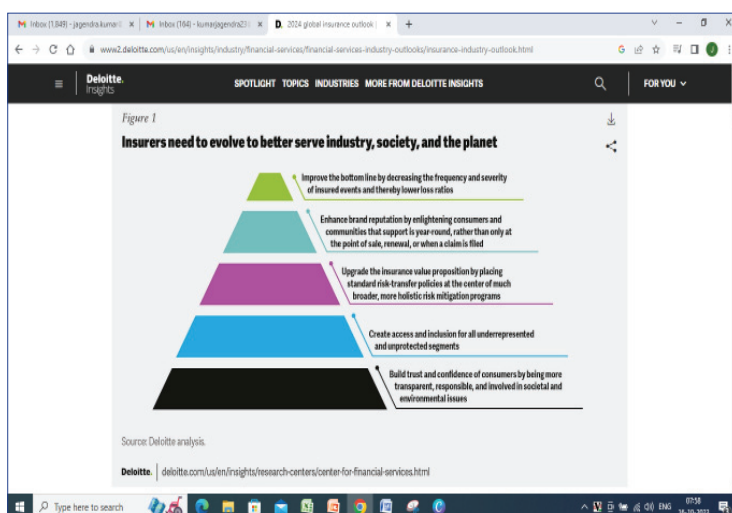 Inbox (1,849) - jagendra.kumar
Inbox (164) - kumarjagendra23
D. 2024 global insurance outlook |
www2.deloitte.com/us/en/insights/industry/financial-services/financial-services-industry-outlooks/insurance-industry-outlook.html
Deloitte.
Insights
SPOTLIGHT TOPICS INDUSTRIES MORE FROM DELOITTE INSIGHTS
FOR YOU
Figure 1
Insurers need to evolve to better serve industry, society, and the planet
Improve the bottom line by decreasing the frequency and severity
of insured events and thereby lower loss ratios
Enhance brand reputation by enlightening consumers and
communities that support is year-round, rather than only at
the point of sale, renewal, or when a claim is filed
Upgrade the insurance value proposition by placing
standard risk-transfer policies at the center of much
broader, more holistic risk mitigation programs
Create access and inclusion for all underrepresented
and unprotected segments
Build trust and confidence of consumers by being more
transparent, responsible, and involved in societal and
environmental issues
Source: Deloitte analysis.
Deloitte. | deloitte.com/us/en/insights/research-centers/center-for-financial-services.html
Type here to search
ENG
07:58